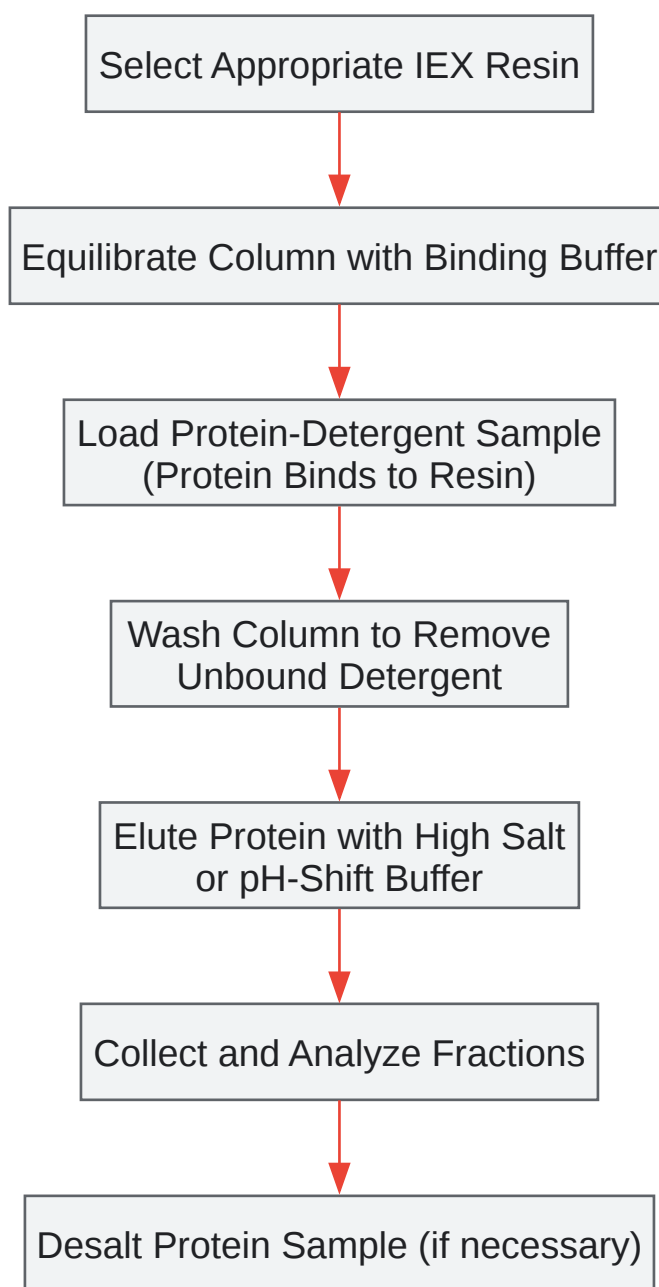 Select Appropriate IEX Resin
Equilibrate Column with Binding Buffer
Load Protein-Detergent Sample
(Protein Binds to Resin)
Wash Column to Remove
Unbound Detergent
Elute Protein with High Salt
or pH-Shift Buffer
Collect and Analyze Fractions
Desalt Protein Sample (if necessary)